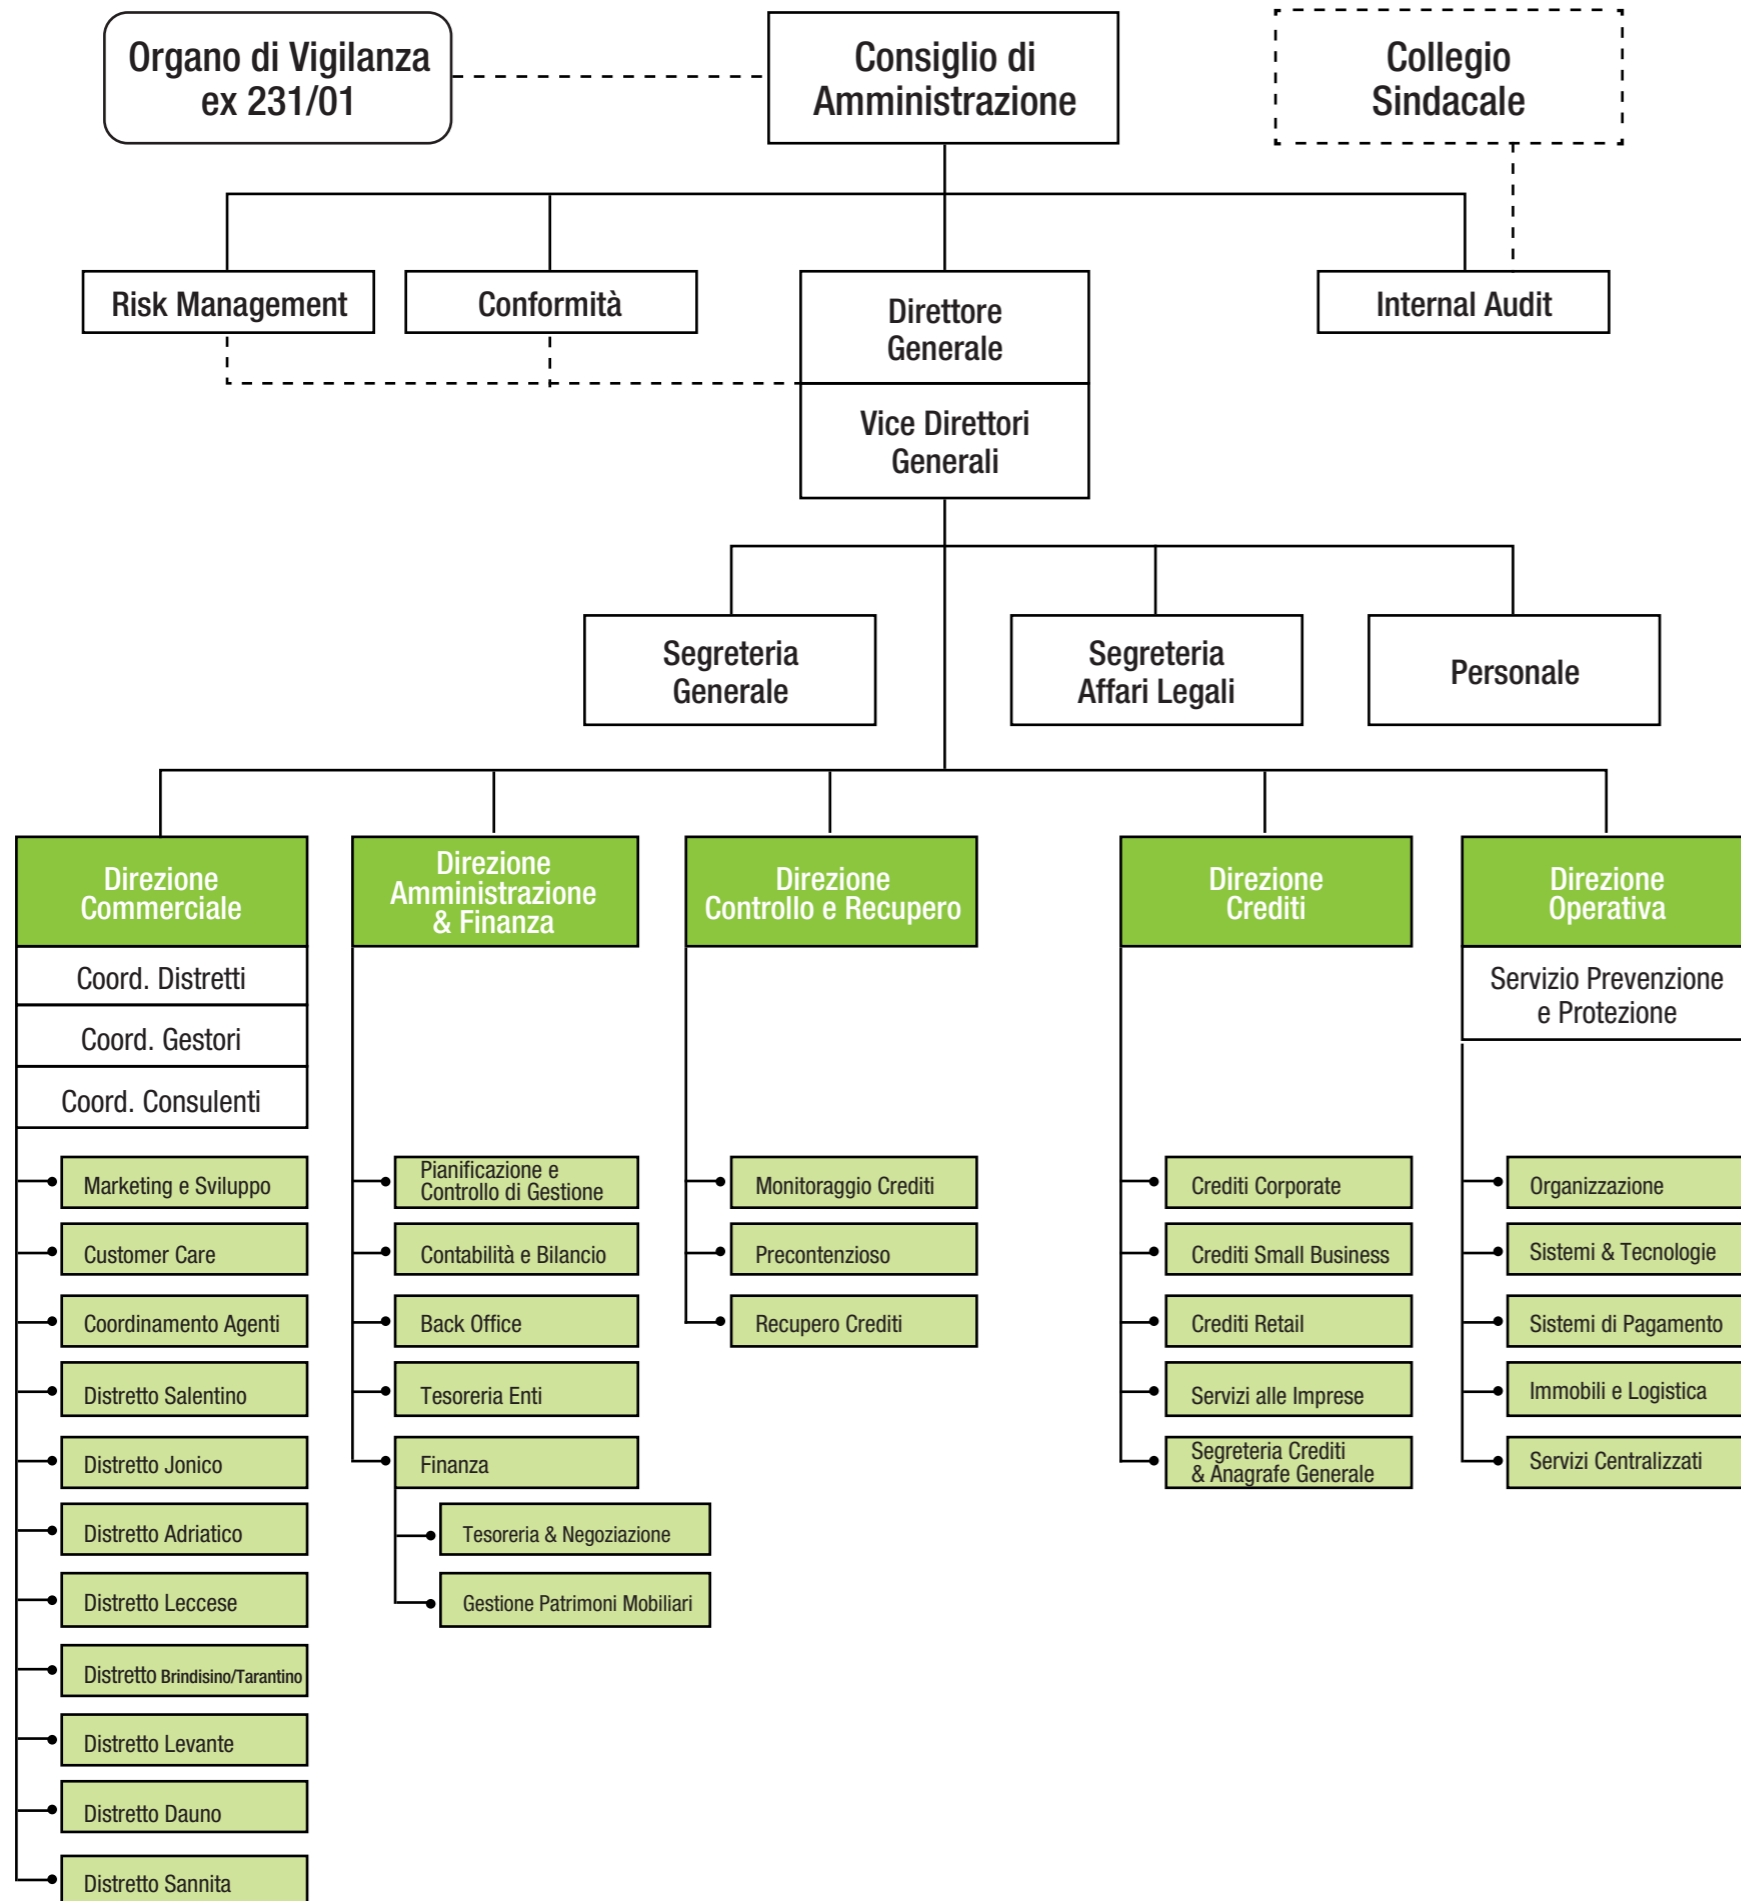 Organo di Vigilanza
ex 231/01
Consiglio di
Amministrazione
Collegio
Sindacale
Risk Management
Conformità
Direttore
Generale
Internal Audit
Vice Direttori
Generali
Segreteria
Generale
Segreteria
Affari Legali
Personale
Direzione
Commerciale
Coord. Distretti
Coord. Gestori
Coord. Consulenti
Marketing e Sviluppo
Customer Care
Coordinamento Agenti
Distretto Salentino
Distretto Jonico
Distretto Adriatico
Distretto Leccese
Distretto Brindisino/Tarantino
Distretto Levante
Distretto Dauno
Distretto Sannita
Direzione
Amministrazione
& Finanza
Pianificazione e
Controllo di Gestione
Contabilità e Bilancio
Back Office
Tesoreria Enti
Finanza
Tesoreria & Negoziazione
Gestione Patrimoni Mobiliari
Direzione
Controllo e Recupero
Monitoraggio Crediti
Precontenzioso
Recupero Crediti
Direzione
Crediti
Crediti Corporate
Crediti Small Business
Crediti Retail
Servizi alle Imprese
Segreteria Crediti
& Anagrafe Generale
Direzione
Operativa
Servizio Prevenzione
e Protezione
Organizzazione
Sistemi & Tecnologie
Sistemi di Pagamento
Immobili e Logistica
Servizi Centralizzati